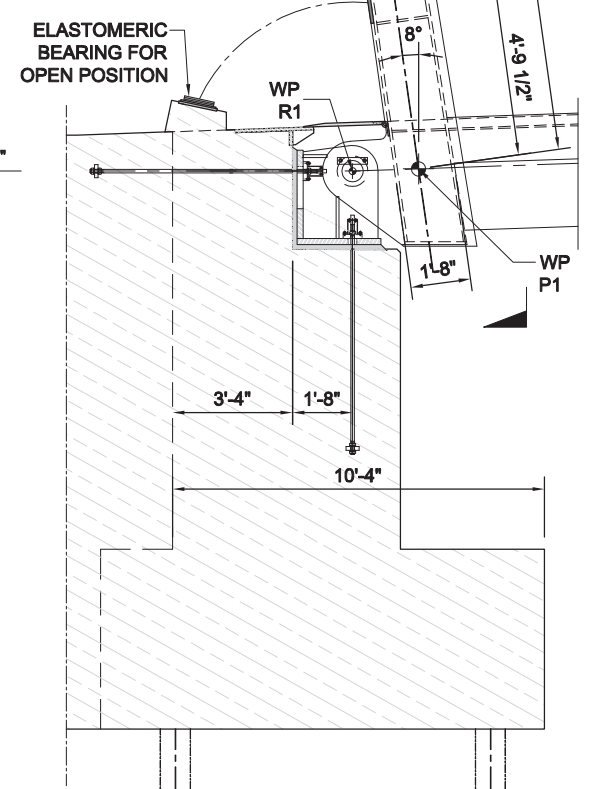 ELASTOMERIC
BEARING FOR
OPEN POSITION
8°
4'-9 1/2"
WP
R1
"
WP
P1
1'-8"
3'-4"
1'-8"
10'-4"